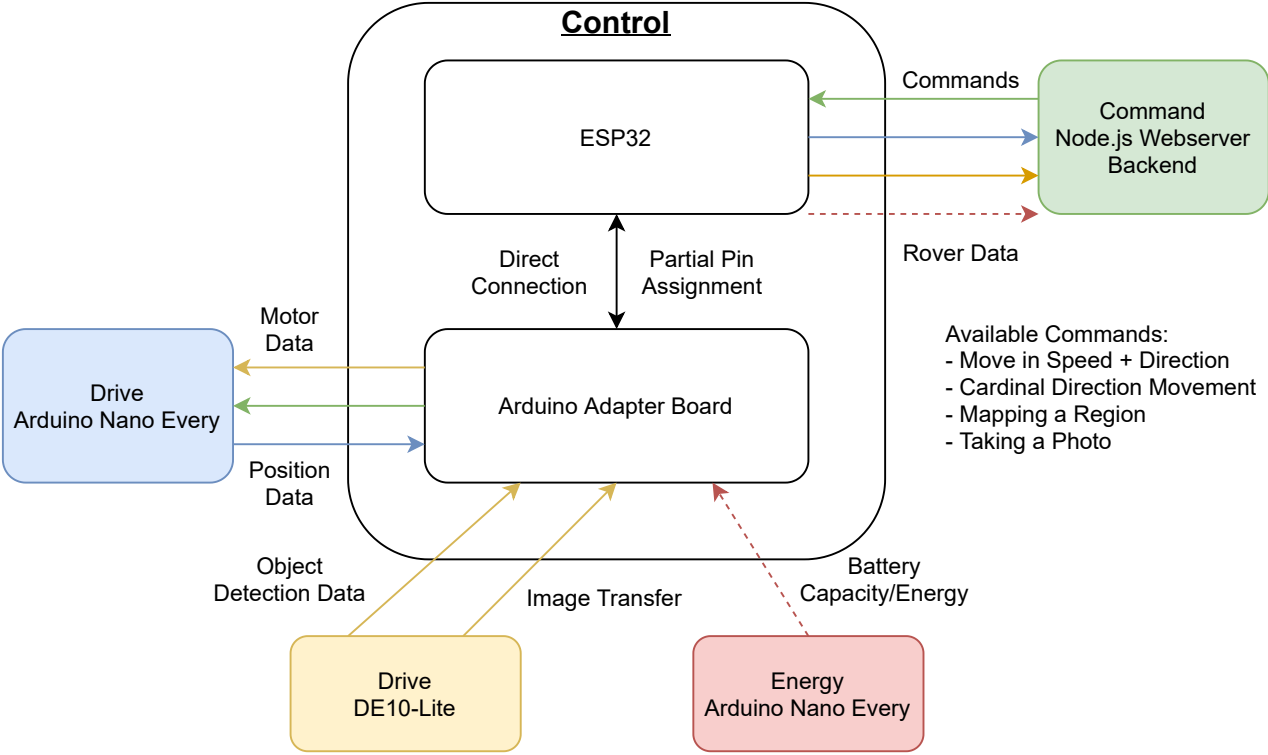 Control
ESP32
Commands
Command
Node.js Webserver
Backend
Rover Data
Direct
Connection
Partial Pin
Assignment
Motor
Data
Drive
Arduino Nano Every
Position
Data
Arduino Adapter Board
Available Commands:
- Move in Speed + Direction
- Cardinal Direction Movement
- Mapping a Region
- Taking a Photo
Object
Detection Data
Image Transfer
Battery
Capacity/Energy
Drive
DE10-Lite
Energy
Arduino Nano Every